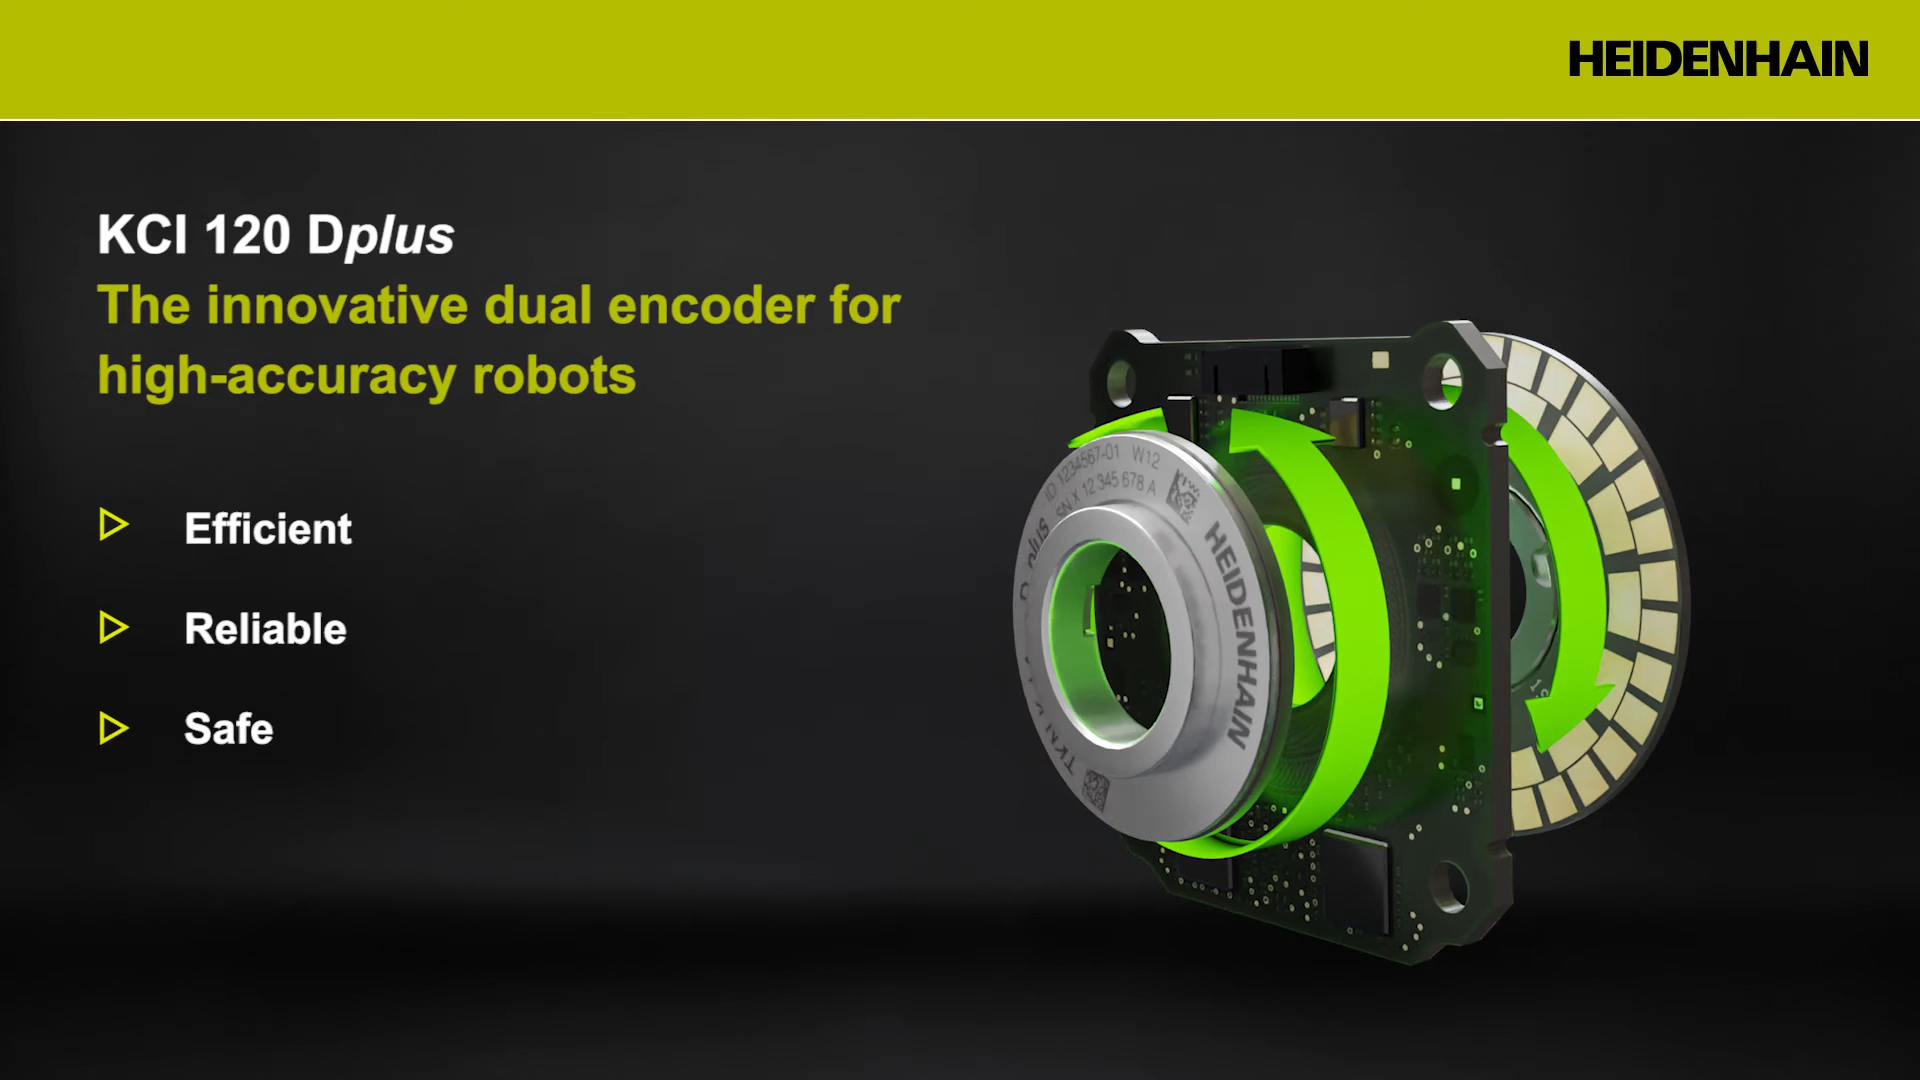 HEIDENHAIN
KCI 120 Dplus
The innovative dual encoder for
high-accuracy robots
Efficient
Reliable
Safe
ID 1234567-01 W12
SN X 12 345 678 A
plus
HEIDENHAIN